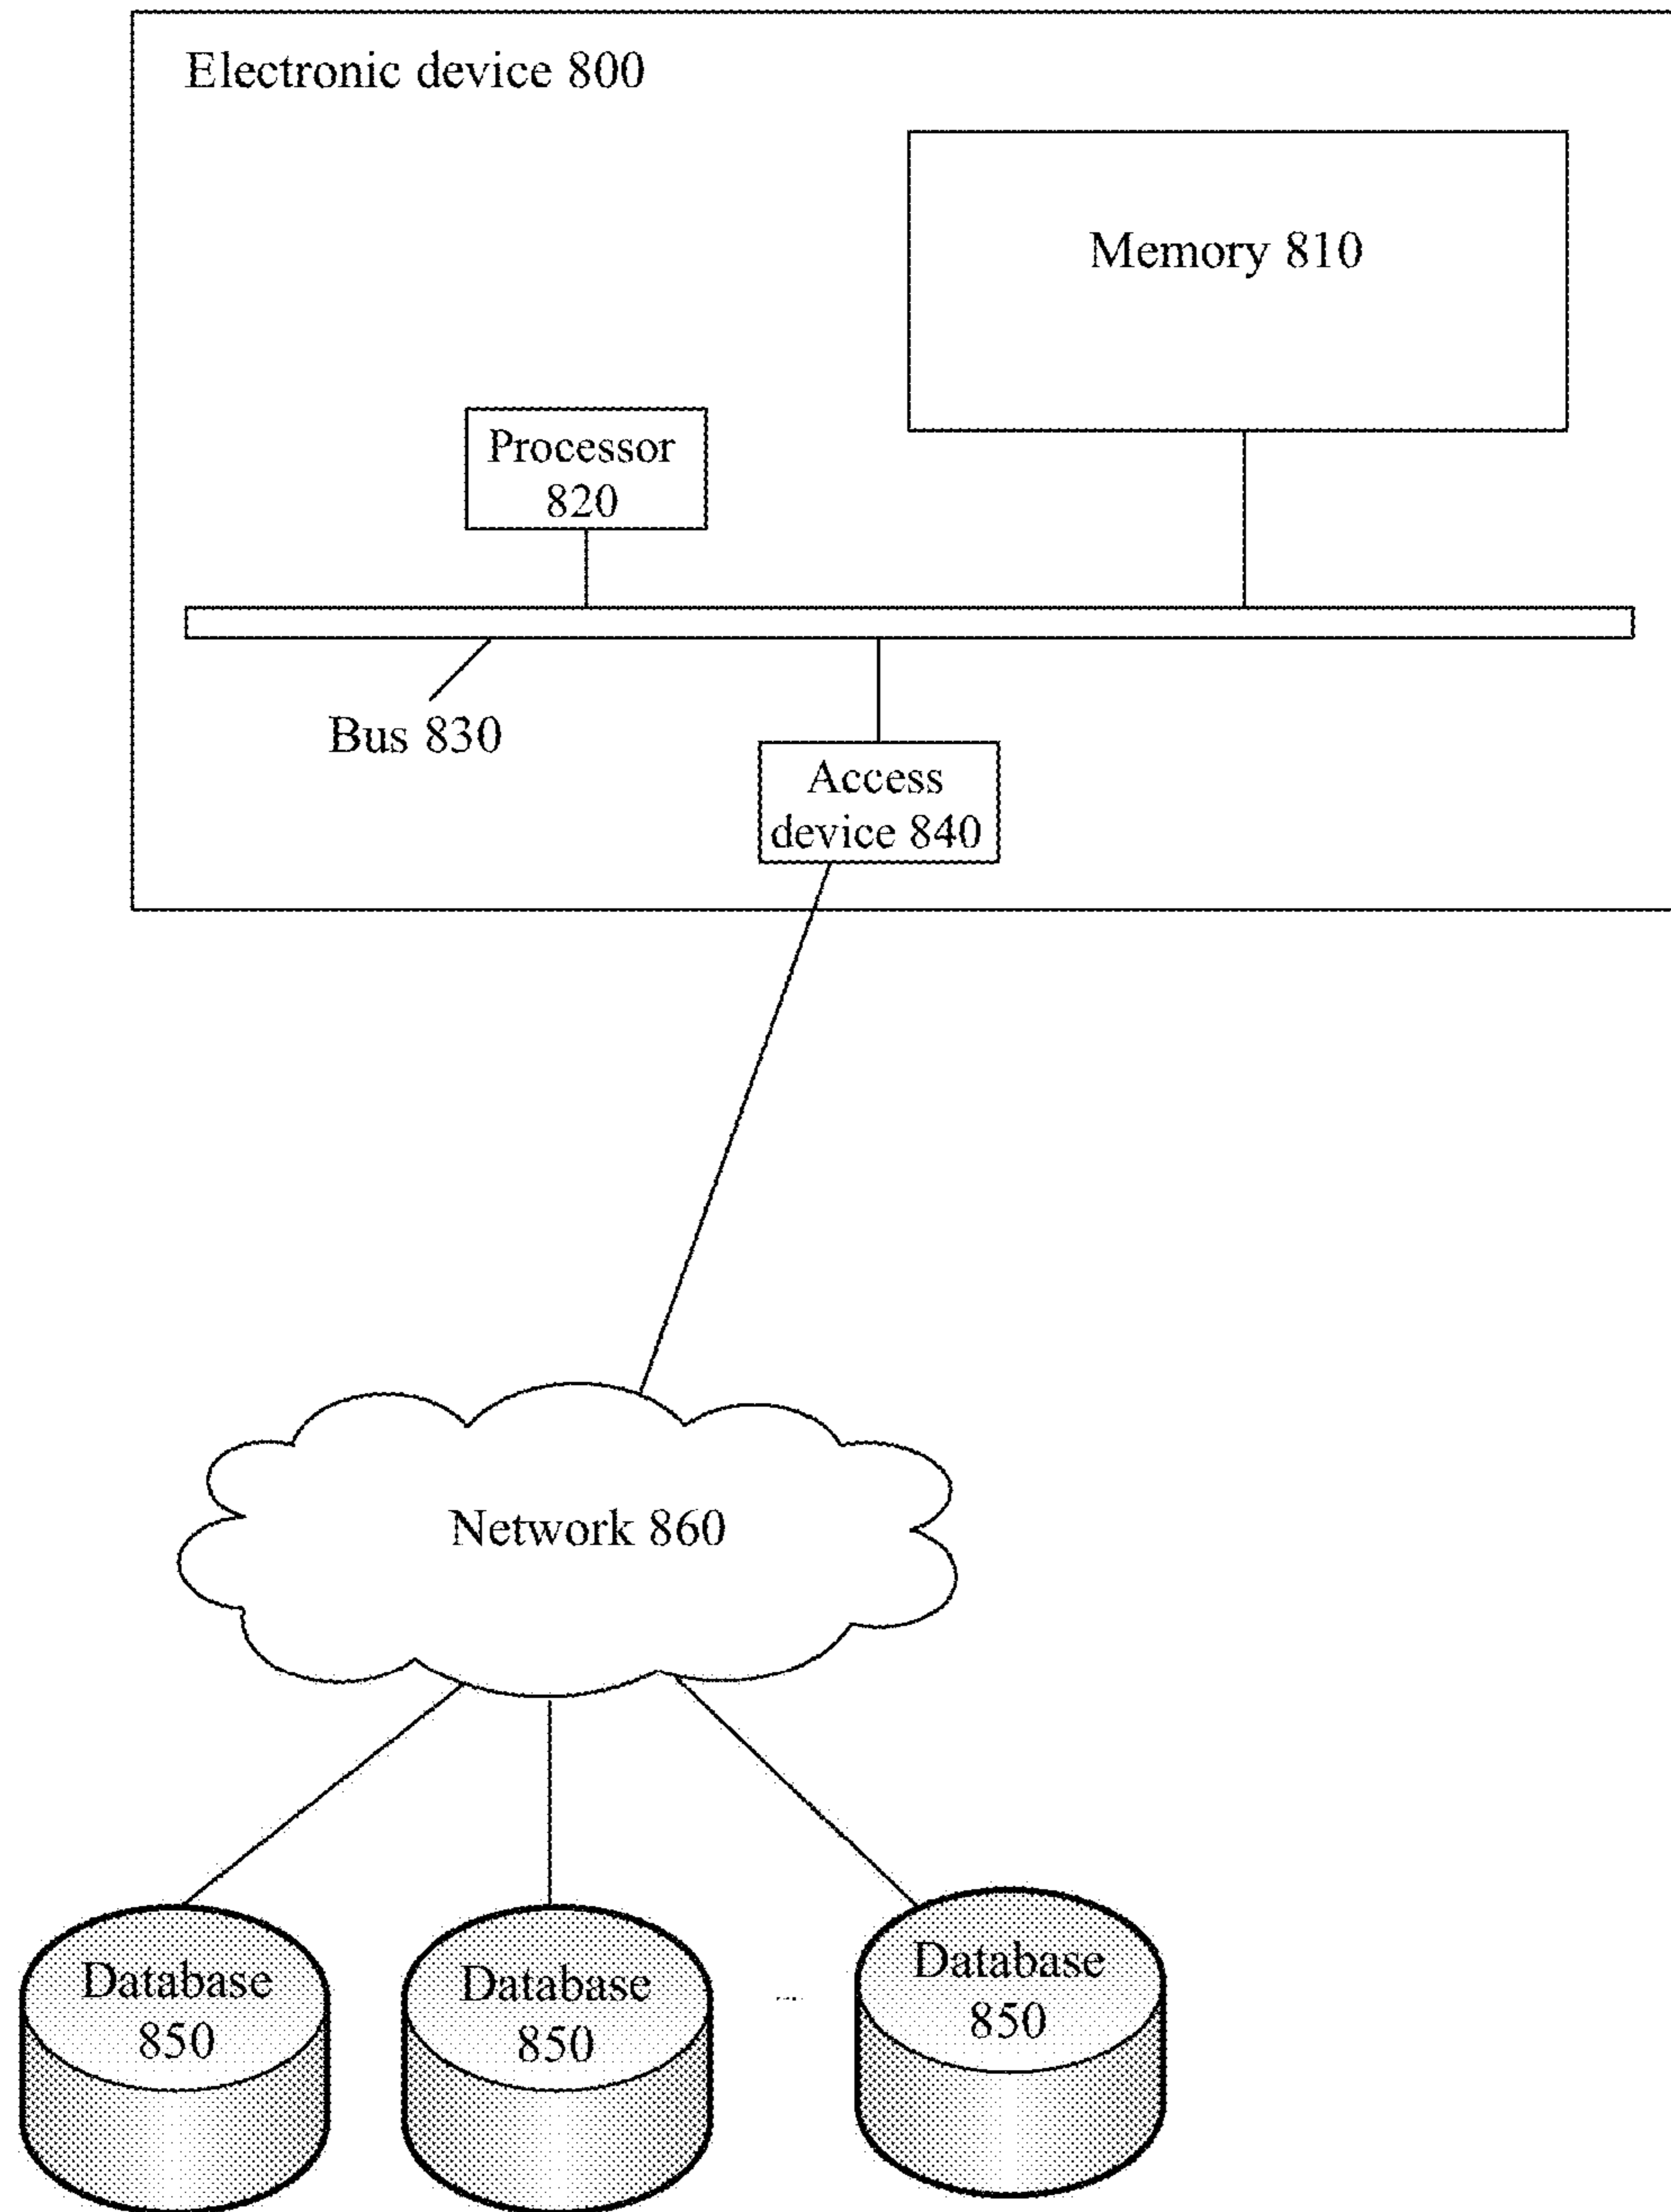 Electronic device 800
Memory 810
Processor
820
Bus 830
Access
device 840
Network 860
Database
850
Database
850
...
Database
850